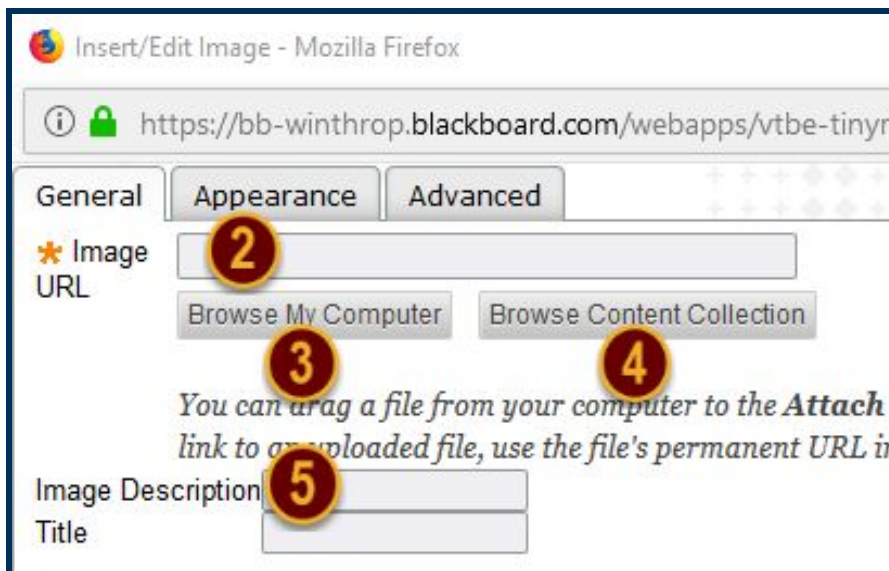 Insert/Edit Image - Mozilla Firefox
https://bb-winthrop.blackboard.com/webapps/vtbe-tinyr
General Appearance Advanced
* Image
URL
2
Browse My Computer Browse Content Collection
3 4
You can drag a file from your computer to the Attach
link to an uploaded file, use the file's permanent URL in
Image Description
5
Title